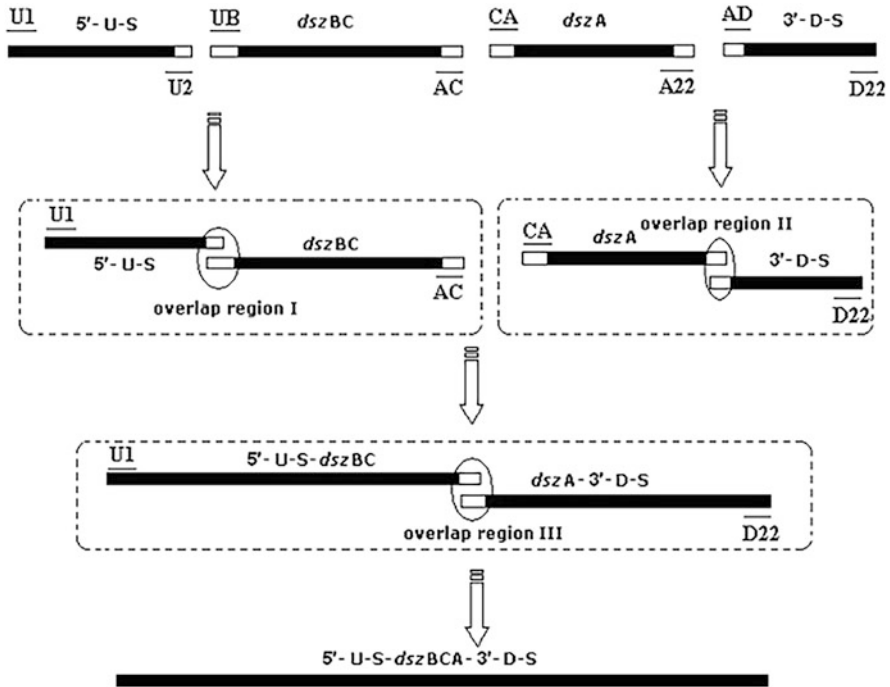 U1 5'- U-S UB dszBC CA dszA AD 3'- D-S
U2 AC A22 D22
U1 dszBC
5'- U-S AC
overlap region I
overlap region II
CA dszA
3'- D-S
D22
U1 5'- U-S-dszBC
dszA- 3'- D-S
overlap region III D22
5'- U-S-dszBCA- 3'- D-S